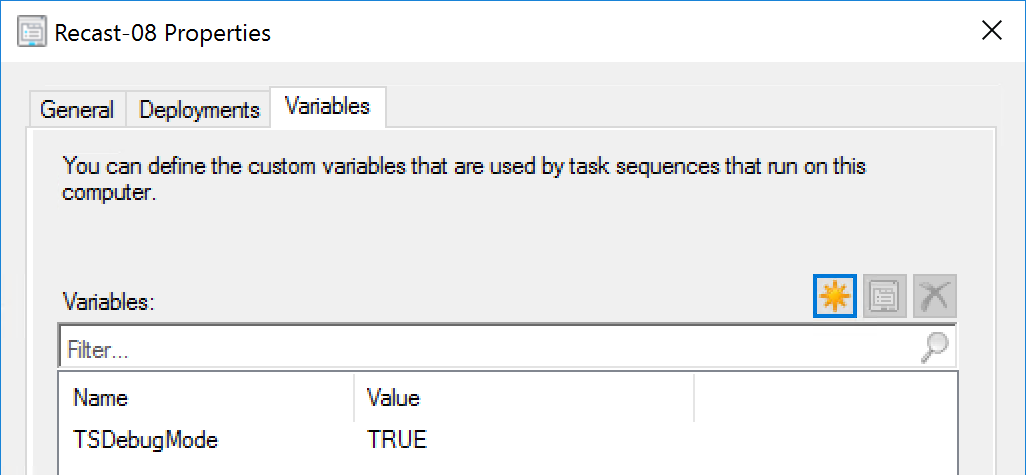 Recast-08 Properties
General Deployments Variables
You can define the custom variables that are used by task sequences that run on this
computer.
Variables:
Filter...
Name Value
TSDebugMode TRUE